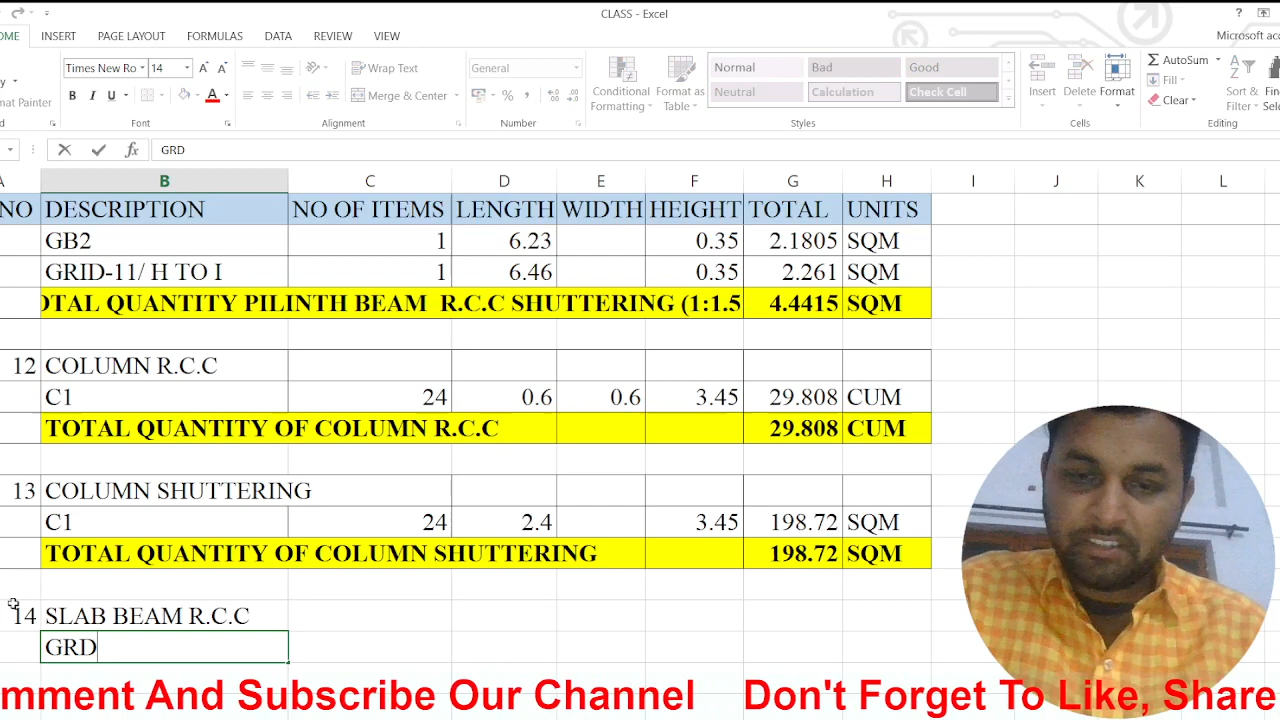 CLASS - Excel
?
OME INSERT PAGE LAYOUT FORMULAS DATA REVIEW VIEW Microsoft acc
Times New Ro 14 A A Wrap Text General Normal Bad Good AutoSum
Neutral Calculation Check Cell Fill
mat Painter B I U A Merge & Center % Conditional Formatting Format as Table Insert Delete Format Clear Sort & Filter
Font Alignment Number Styles Cells Editing
fx GRD
A B C D E F G H I J K L
NO DESCRIPTION NO OF ITEMS LENGTH WIDTH HEIGHT TOTAL UNITS
GB2 1 6.23 0.35 2.1805 SQM
GRID-11/ H TO I 1 6.46 0.35 2.261 SQM
OTAL QUANTITY PILINTH BEAM R.C.C SHUTTERING (1:1.5 4.4415 SQM
12 COLUMN R.C.C
C1 24 0.6 0.6 3.45 29.808 CUM
TOTAL QUANTITY OF COLUMN R.C.C 29.808 CUM
13 COLUMN SHUTTERING
C1 24 2.4 3.45 198.72 SQM
TOTAL QUANTITY OF COLUMN SHUTTERING 198.72 SQM
14 SLAB BEAM R.C.C
GRD
mment And Subscribe Our Channel Don't Forget To Like, Share